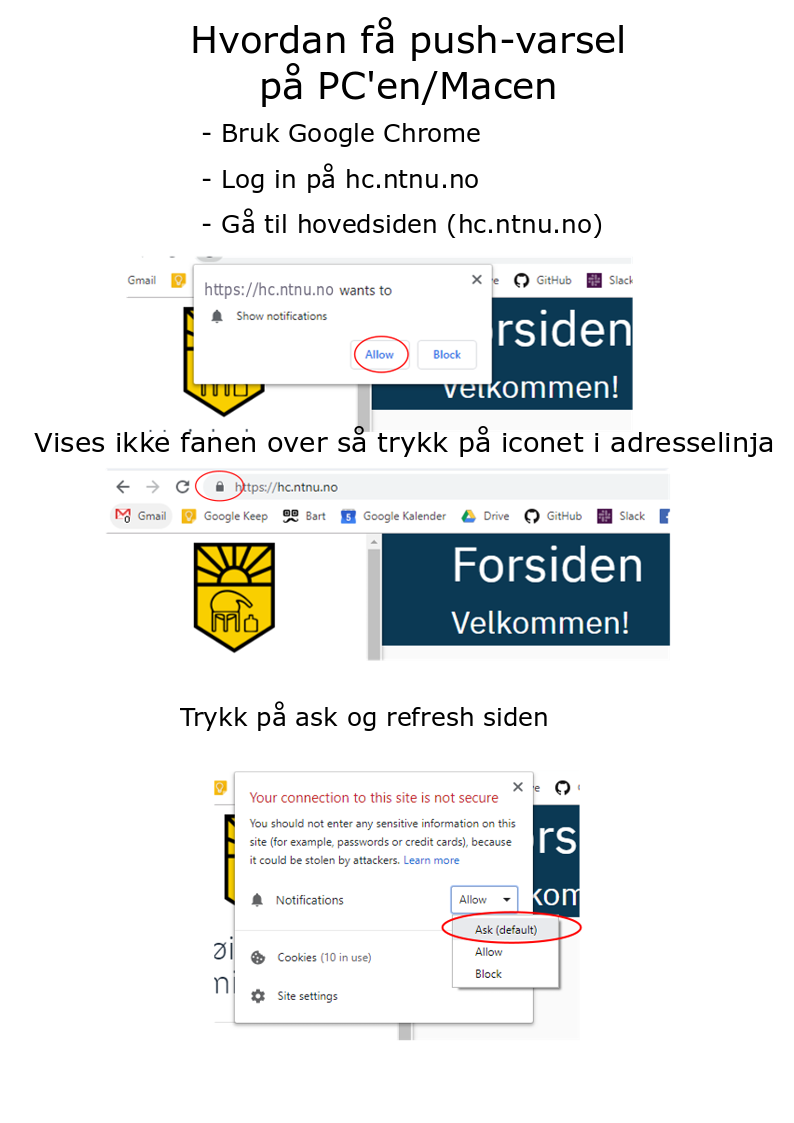 Hvordan få push-varsel
på PC'en/Macen
- Bruk Google Chrome
- Log in på hc.ntnu.no
- Gå til hovedsiden (hc.ntnu.no)
Gmail GitHub Slack
https://hc.ntnu.no wants to
Show notifications
Allow Block
orsiden
Velkommen!
Vises ikke fanen over så trykk på iconet i adresselinja
https://hc.ntnu.no
Gmail Google Keep Bart 5 Google Kalender Drive GitHub Slack
Forsiden
Velkommen!
Trykk på ask og refresh siden
Your connection to this site is not secure
You should not enter any sensitive information on this
site (for example, passwords or credit cards), because
it could be stolen by attackers. Learn more
Notifications Allow
Ask (default)
Allow
Block
Cookies (10 in use)
Site settings